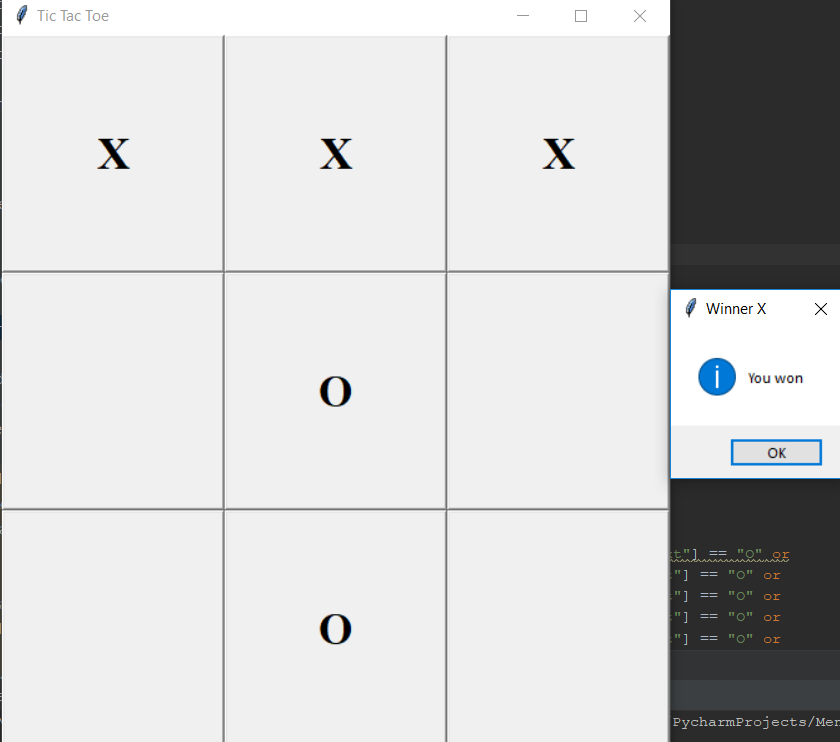 Tic Tac Toe
X X X
O
O
Winner X
You won
OK
"] == "O" or
"] == "O" or
"] == "O" or
"] == "O" or
"] == "O" or
PycharmProjects/Mer